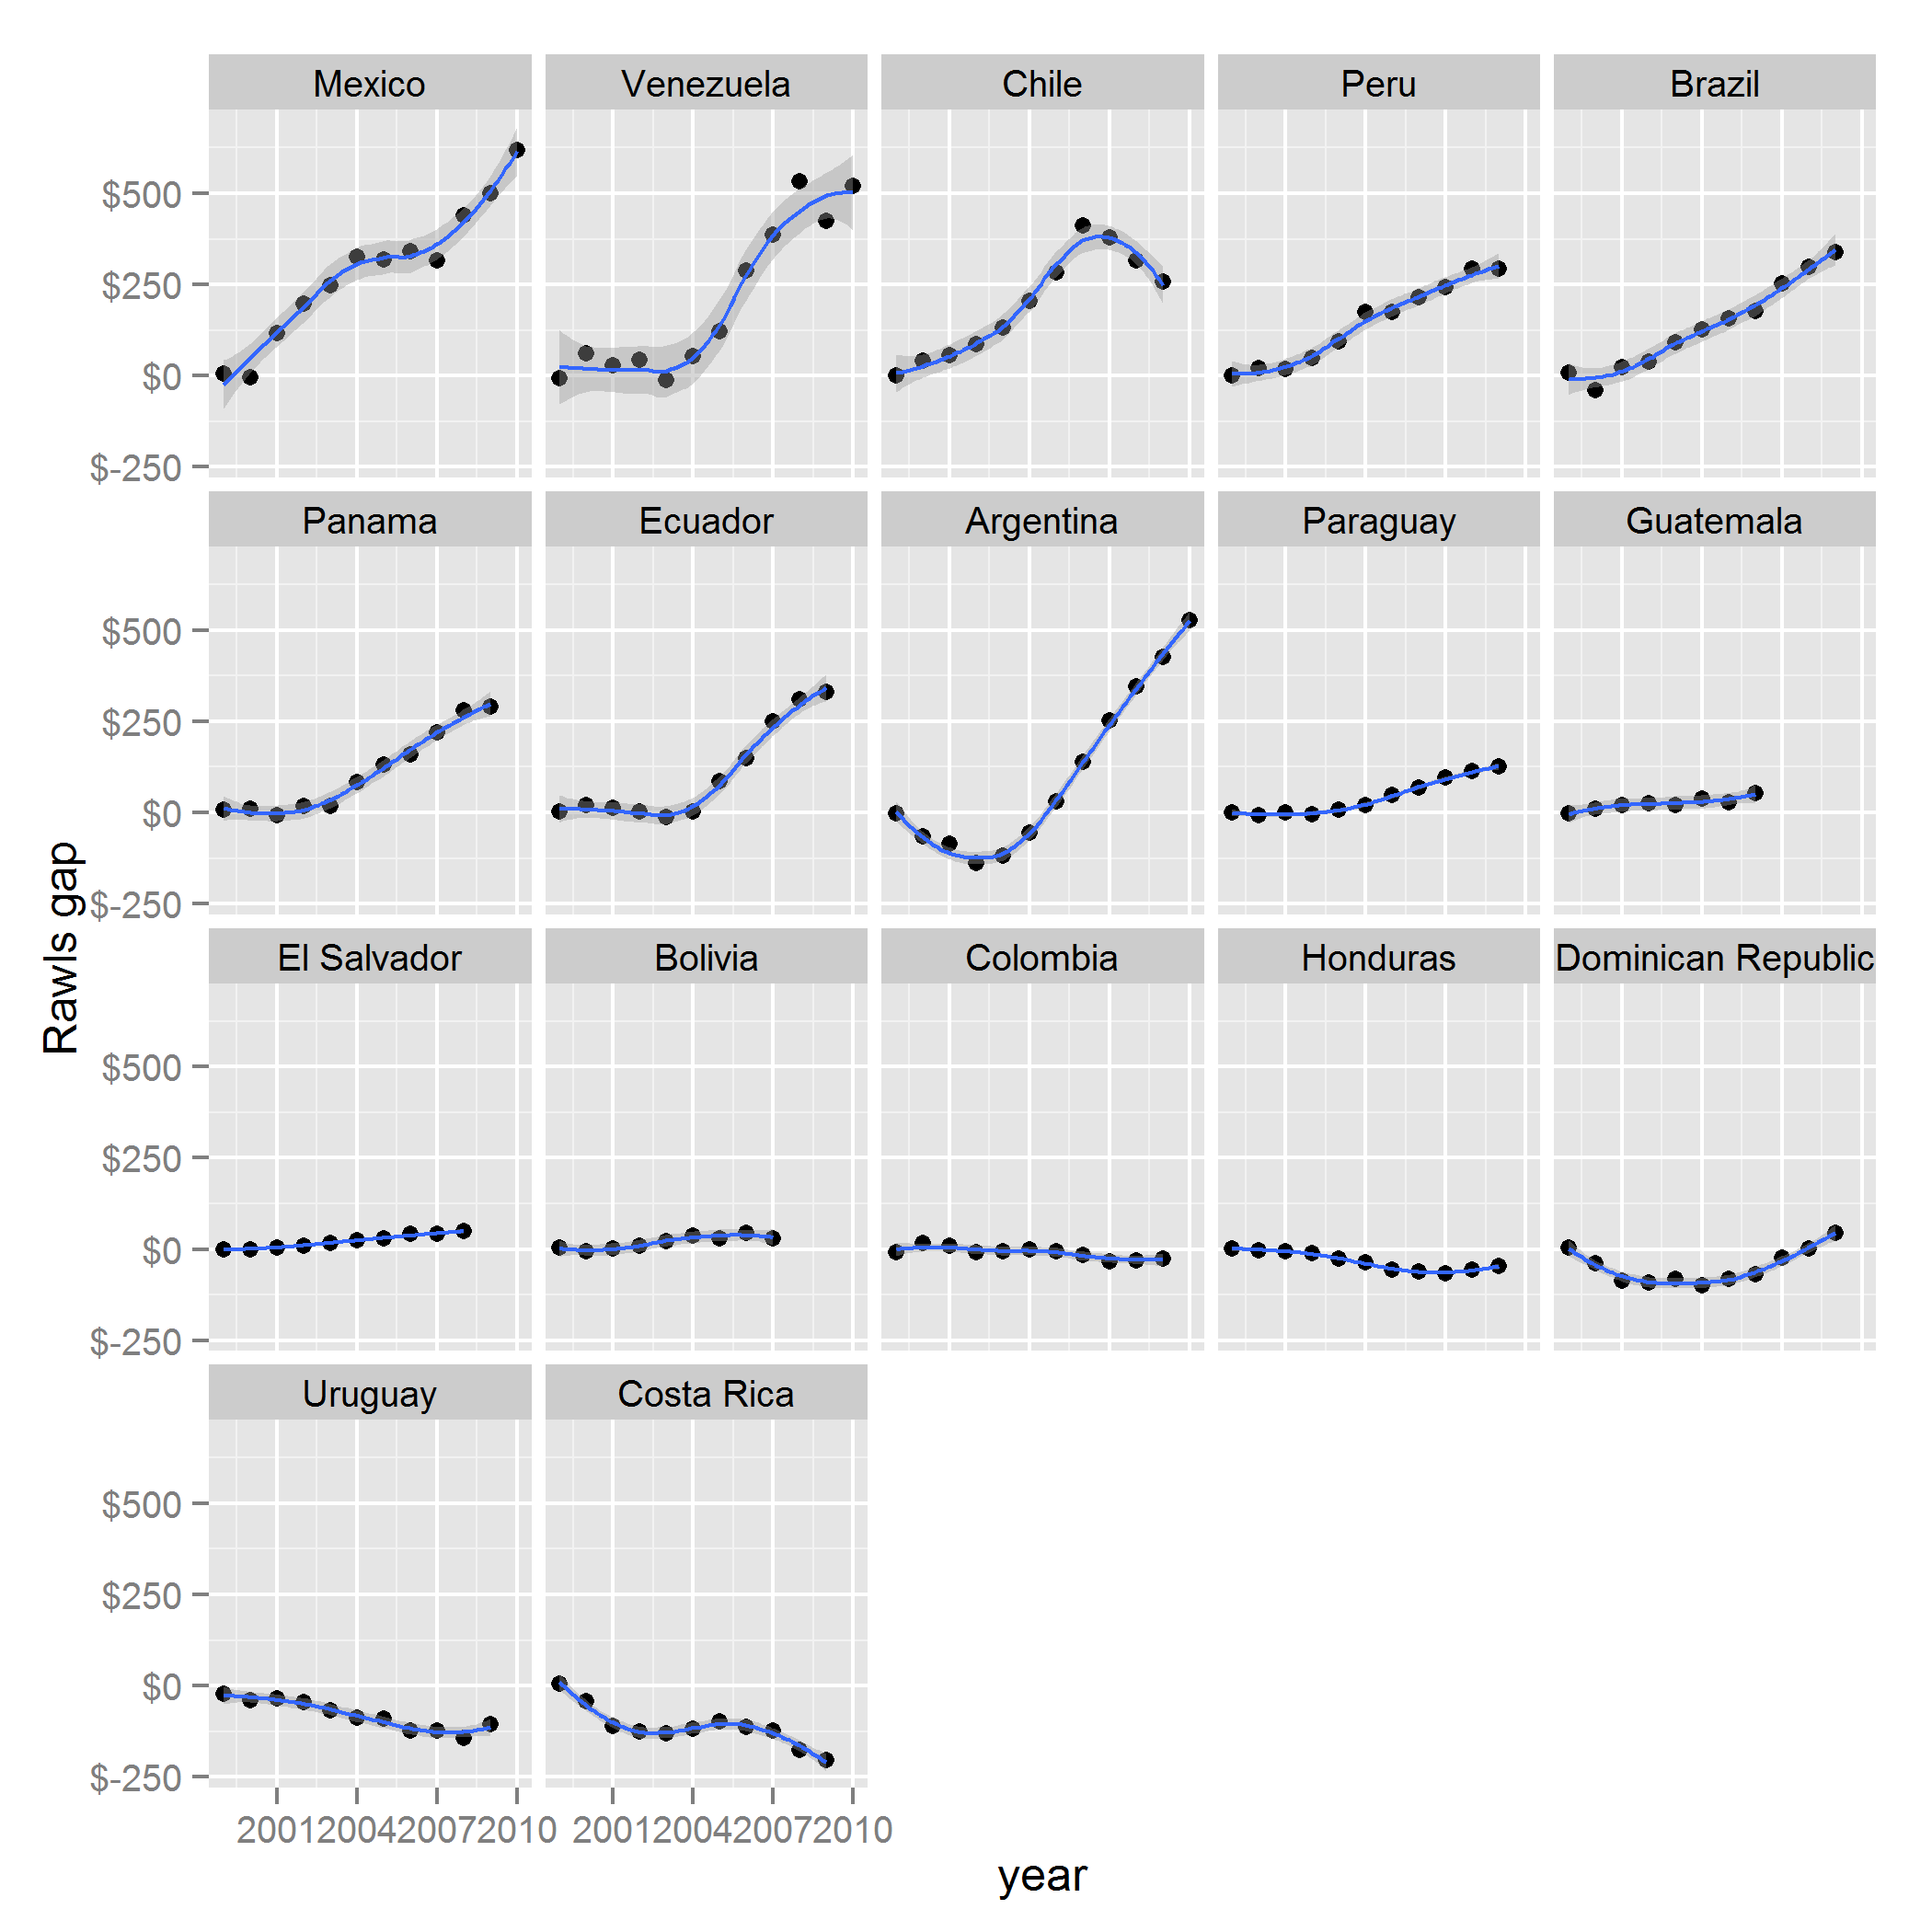 Mexico Venezuela Chile Peru Brazil
$500
$250
$0
$-250
Panama Ecuador Argentina Paraguay Guatemala
$500
$250
$0
$-250
Rawls gap
El Salvador Bolivia Colombia Honduras Dominican Republic
$500
$250
$0
$-250
Uruguay Costa Rica
$500
$250
$0
$-250
2001 2004 2007 2010 2001 2004 2007 2010
year